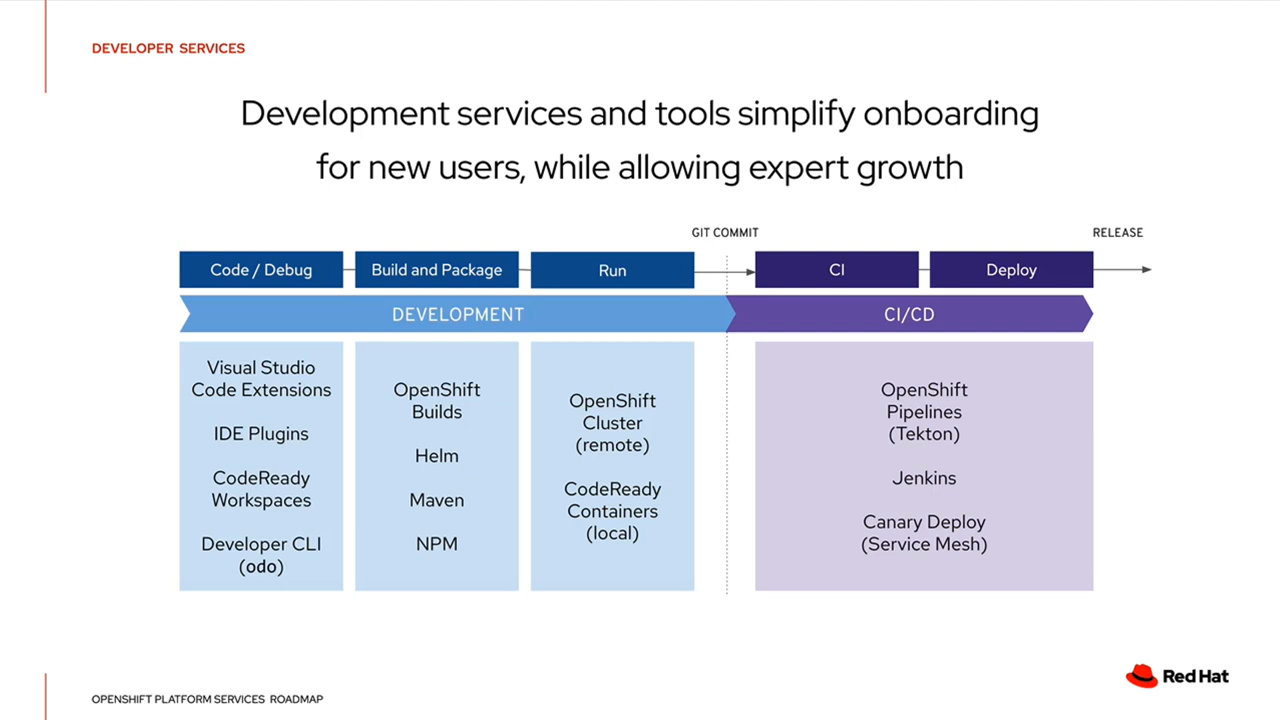 DEVELOPER SERVICES
Development services and tools simplify onboarding
for new users, while allowing expert growth
GIT COMMIT
RELEASE
Code / Debug
Build and Package
Run
CI
Deploy
DEVELOPMENT
CI/CD
Visual Studio
Code Extensions
IDE Plugins
CodeReady
Workspaces
Developer CLI
(odo)
OpenShift
Builds
Helm
Maven
NPM
OpenShift
Cluster
(remote)
CodeReady
Containers
(local)
OpenShift
Pipelines
(Tekton)
Jenkins
Canary Deploy
(Service Mesh)
Red Hat
OPENSHIFT PLATFORM SERVICES ROADMAP